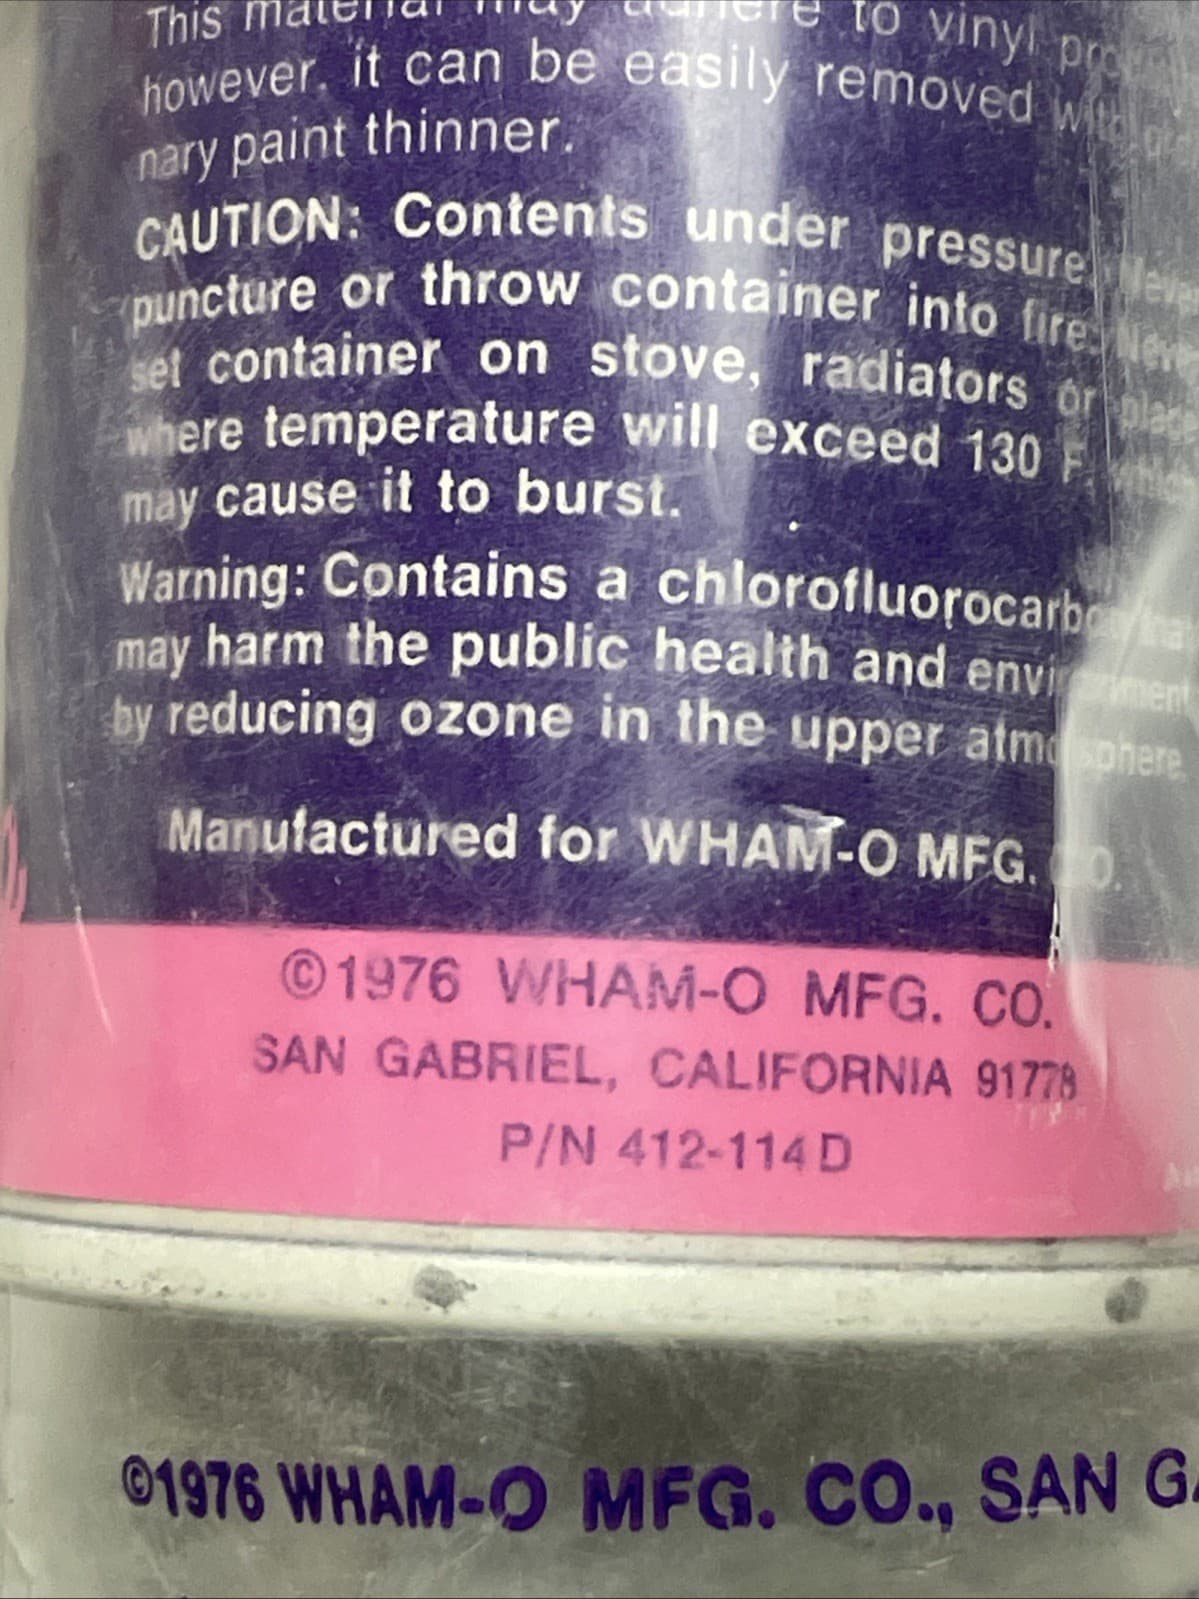 This material may adhere to vinyl
however, it can be easily removed with
nary paint thinner.
CAUTION: Contents under pressure.
puncture or throw container into fire.
set container on stove, radiators or
where temperature will exceed 130 F.
may cause it to burst.
Warning: Contains a
may harm the public health and
by reducing ozone in the upper atmosphere.
Manufactured for WHAM-O MFG. CO.
©1976 WHAM-O MFG. CO.
SAN GABRIEL, CALIFORNIA 91778
P/N 412-114 D
©1976 WHAM-O MFG. CO., SAN